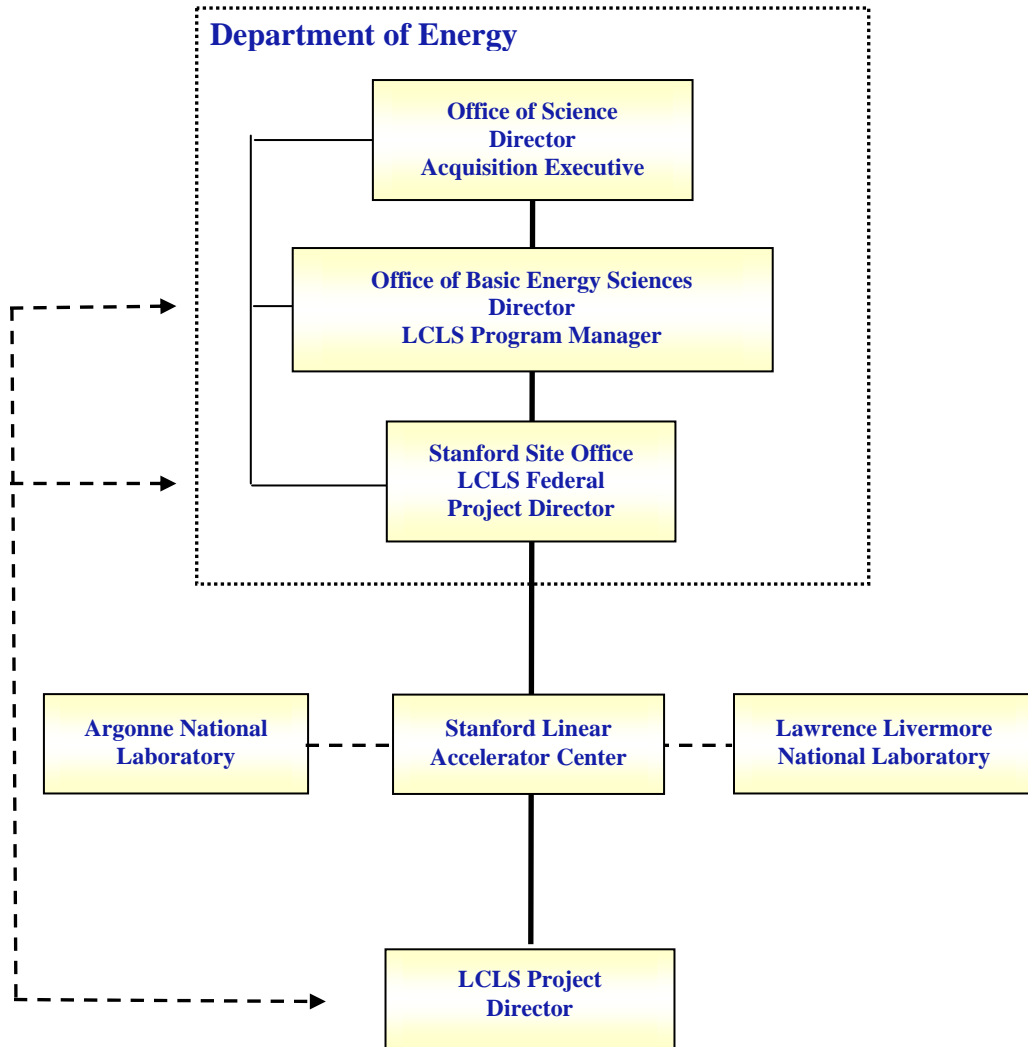 Department of Energy
Office of Science
Director
Acquisition Executive
Office of Basic Energy Sciences
Director
LCLS Program Manager
Stanford Site Office
LCLS Federal
Project Director
Argonne National
Laboratory
Stanford Linear
Accelerator Center
Lawrence Livermore
National Laboratory
LCLS Project
Director